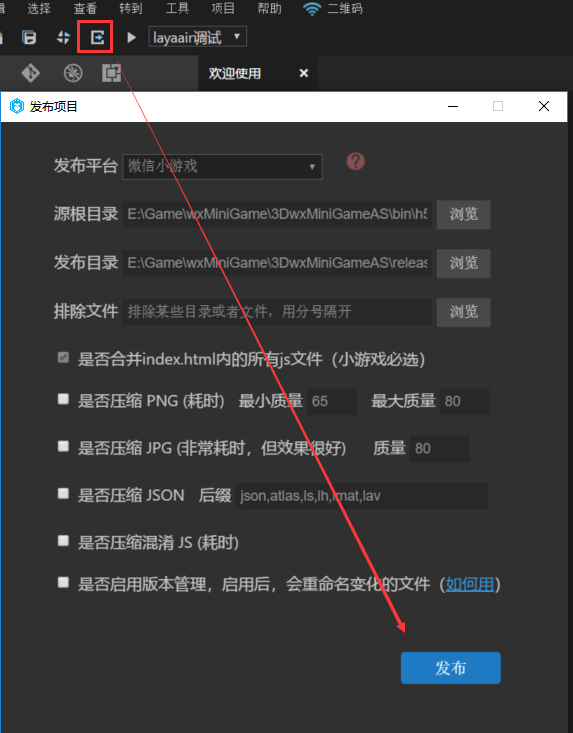 选择 查看 转到 工具 项目 帮助 二维码
layaair调试
欢迎使用
发布项目
发布平台 微信小游戏
源根目录 E:\Game\wxMiniGame\3DwxMiniGameAS\bin\h5 浏览
发布目录 E:\Game\wxMiniGame\3DwxMiniGameAS\releas 浏览
排除文件 排除某些目录或者文件，用分号隔开 浏览
是否合并index.html内的所有js文件（小游戏必选）
是否压缩 PNG (耗时) 最小质量 65 最大质量 80
是否压缩 JPG (非常耗时，但效果很好) 质量 80
是否压缩 JSON 后缀 json,atlas,ls,lh,lmat,lav
是否压缩混淆 JS (耗时)
是否启用版本管理，启用后，会重命名变化的文件（如何用）
发布